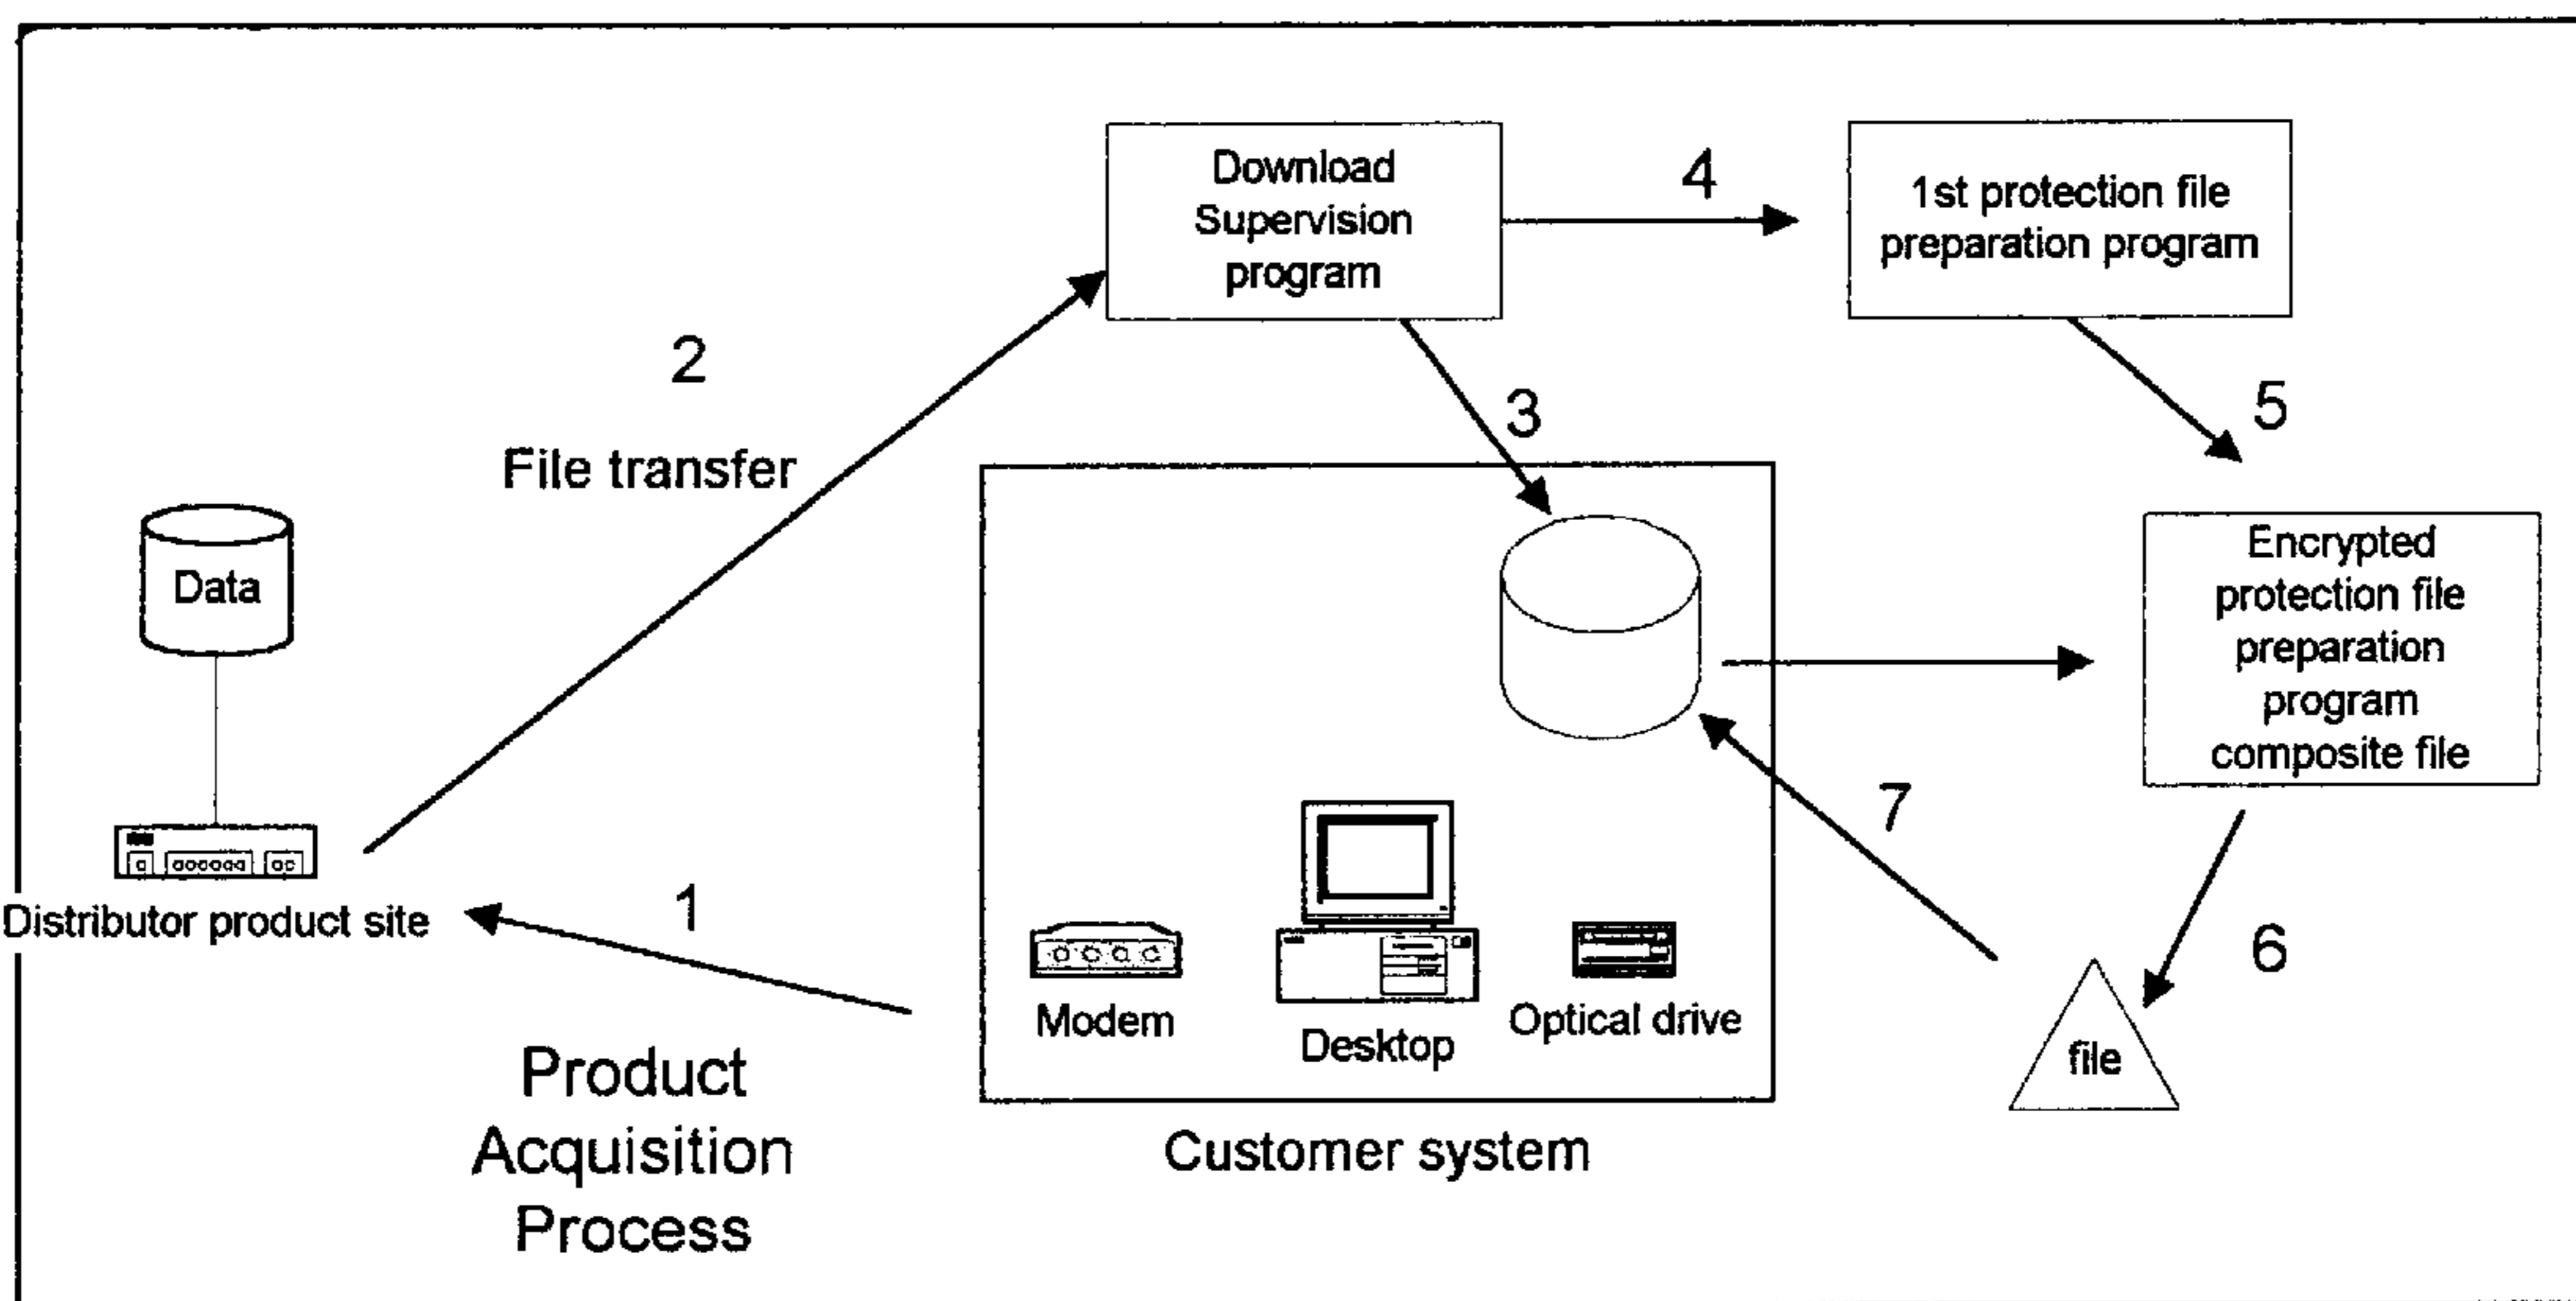 Download
Supervision
program
4
1st protection file
preparation program
2
File transfer
3
5
Data
Encrypted
protection file
preparation
program
composite file
7
Distributor product site
1
6
Modem
Desktop
Optical drive
file
Product
Acquisition
Process
Customer system